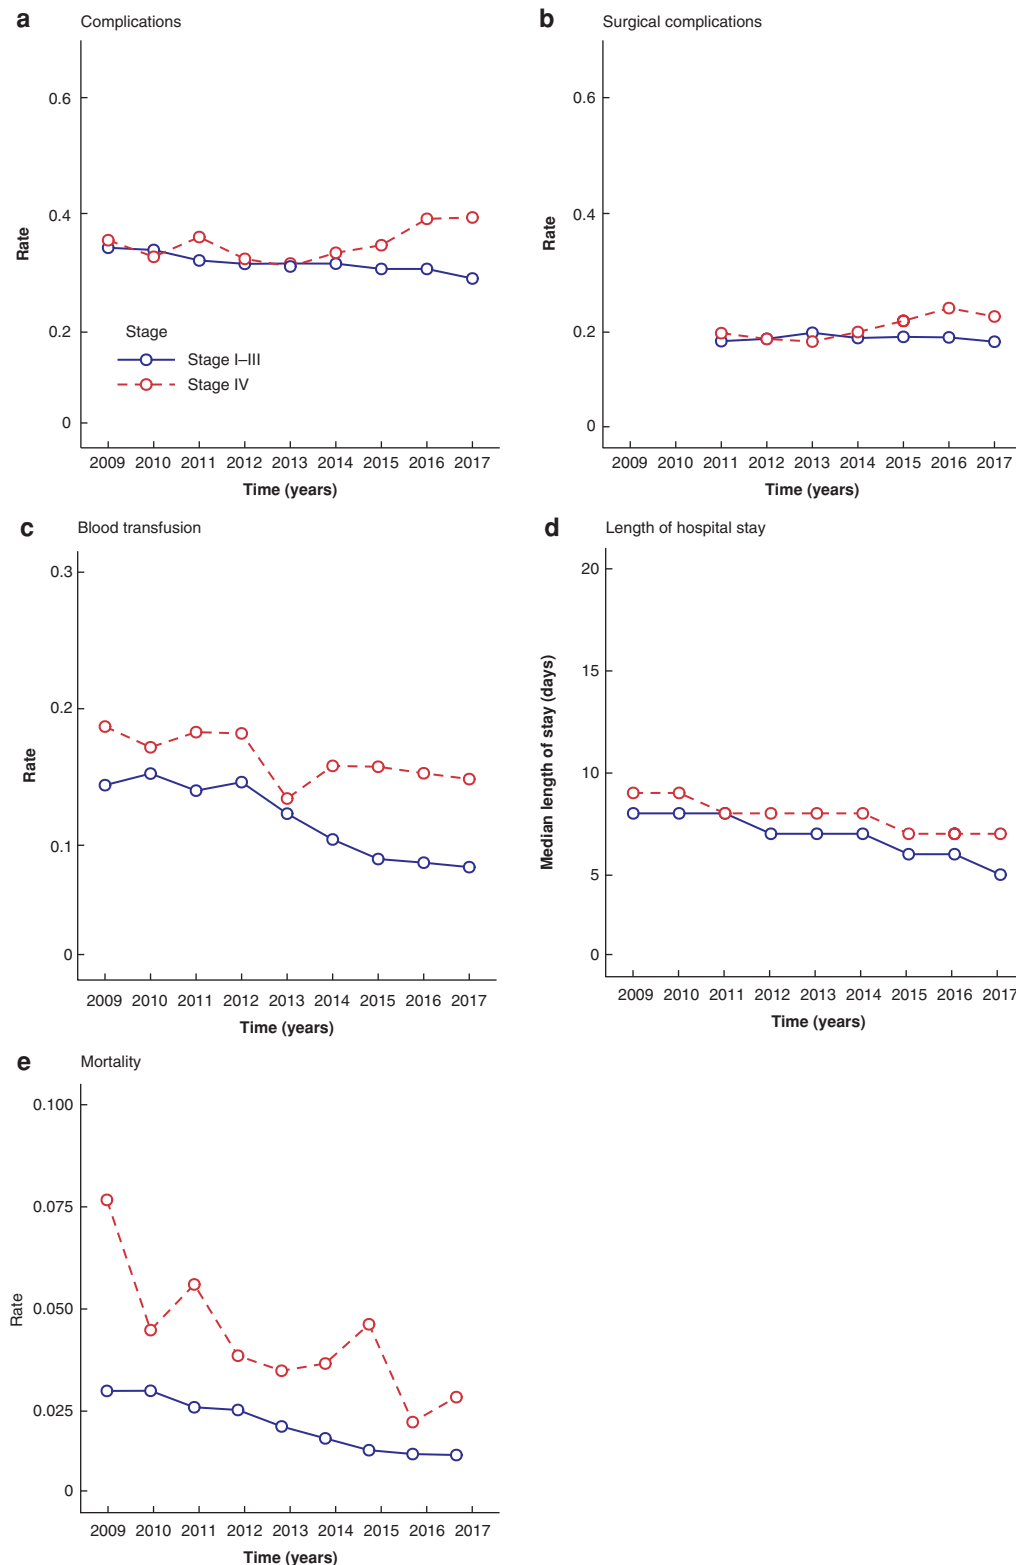 a Complications
0.6
0.4
0.2
0
Rate
Stage
Stage I–III
Stage IV
2009 2010 2011 2012 2013 2014 2015 2016 2017
Time (years)
b Surgical complications
0.6
0.4
0.2
0
Rate
2009 2010 2011 2012 2013 2014 2015 2016 2017
Time (years)
c Blood transfusion
0.3
0.2
0.1
0
Rate
2009 2010 2011 2012 2013 2014 2015 2016 2017
Time (years)
d Length of hospital stay
20
15
10
5
0
Median length of stay (days)
2009 2010 2011 2012 2013 2014 2015 2016 2017
Time (years)
e Mortality
0.100
0.075
0.050
0.025
0
Rate
2009 2010 2011 2012 2013 2014 2015 2016 2017
Time (years)